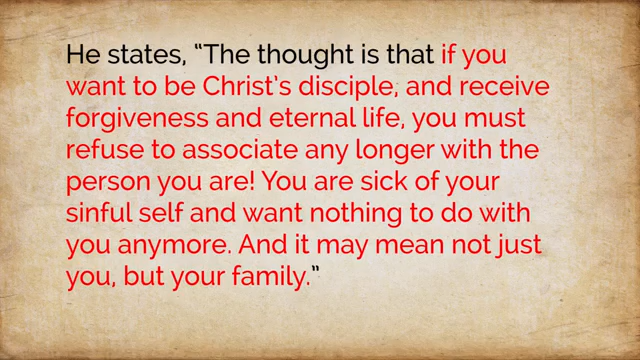 He states, “The thought is that if you
want to be Christ’s disciple, and receive
forgiveness and eternal life, you must
refuse to associate any longer with the
person you are! You are sick of your
sinful self and want nothing to do with
you anymore. And it may mean not just
you, but your family.”